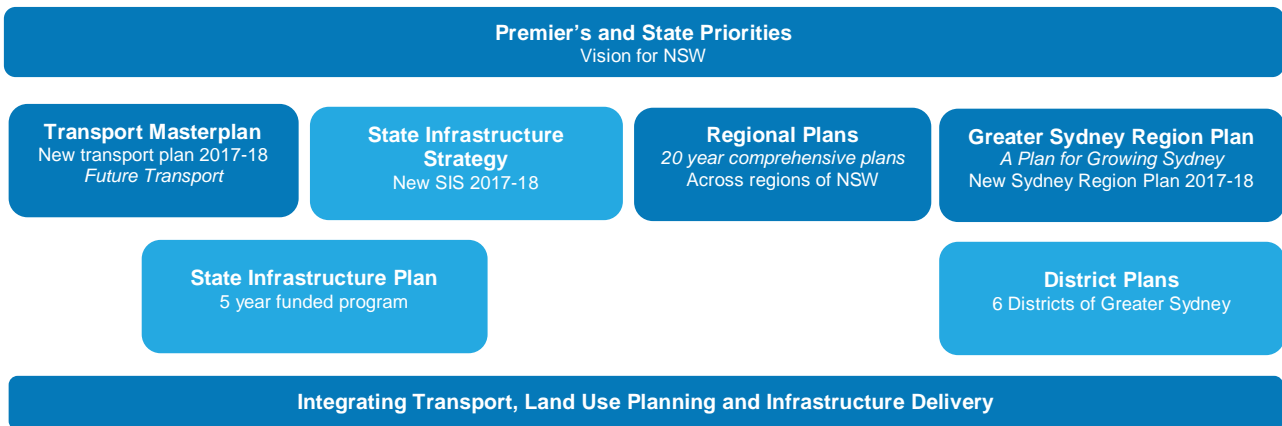 Premier’s and State Priorities
Vision for NSW
Transport Masterplan
New transport plan 2017-18
Future Transport
State Infrastructure
Strategy
New SIS 2017-18
Regional Plans
20 year comprehensive plans
Across regions of NSW
Greater Sydney Region Plan
A Plan for Growing Sydney
New Sydney Region Plan 2017-18
State Infrastructure Plan
5 year funded program
District Plans
6 Districts of Greater Sydney
Integrating Transport, Land Use Planning and Infrastructure Delivery